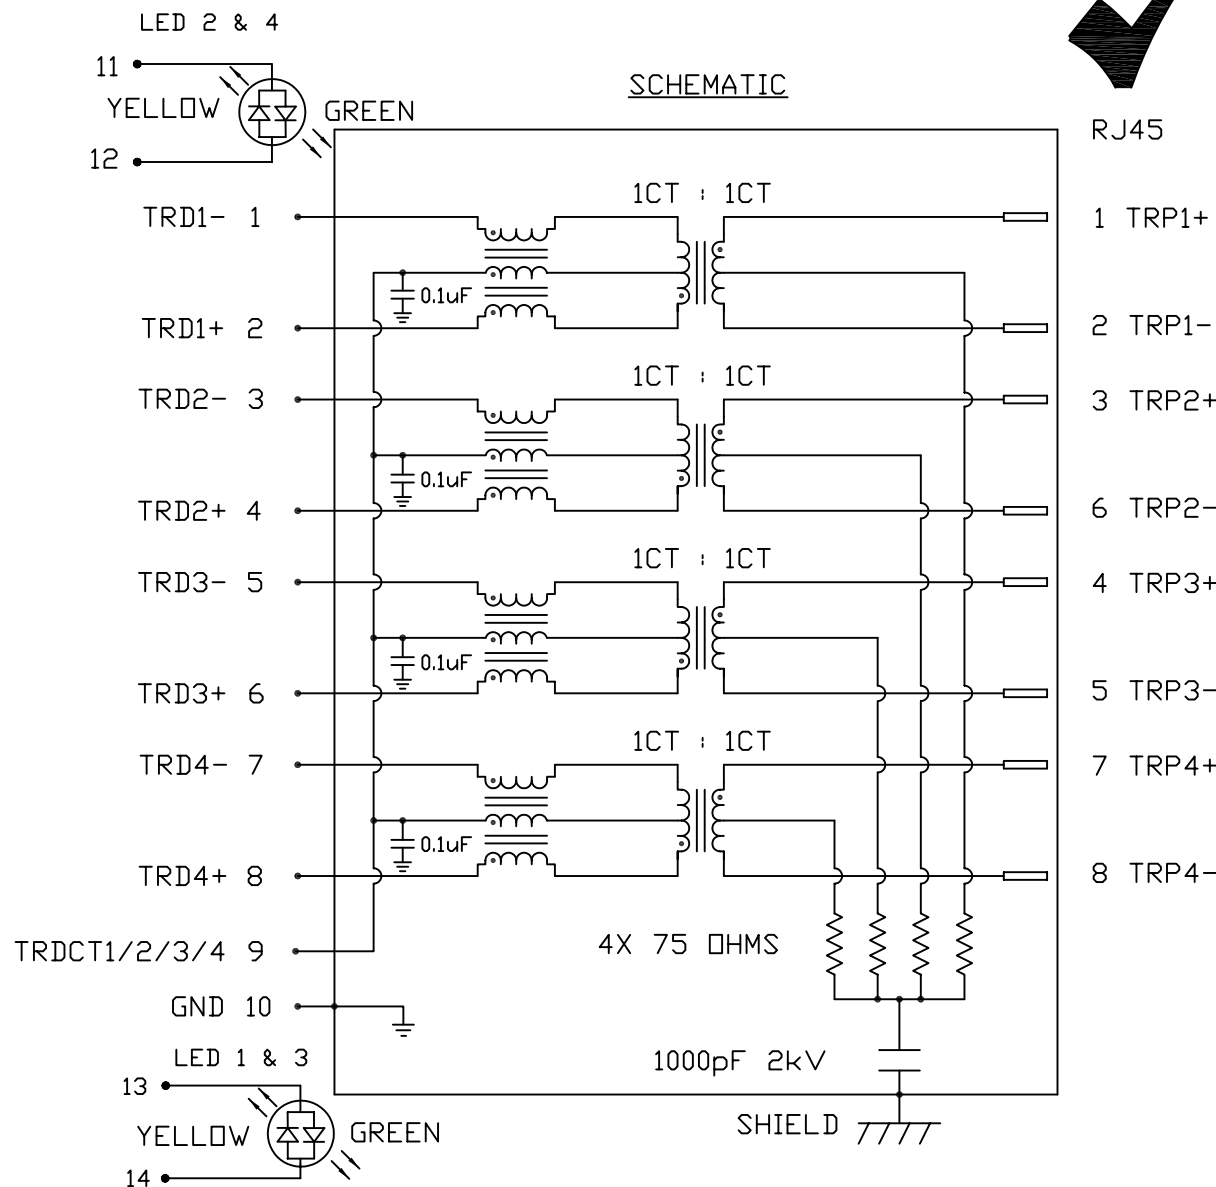 LED 2 & 4
11
YELLOW
GREEN
12
SCHEMATIC
RJ45
1CT : 1CT
TRD1- 1
1 TRP1+
0.1uF
TRD1+ 2
2 TRP1-
1CT : 1CT
TRD2- 3
3 TRP2+
0.1uF
TRD2+ 4
6 TRP2-
1CT : 1CT
TRD3- 5
4 TRP3+
0.1uF
TRD3+ 6
5 TRP3-
1CT : 1CT
TRD4- 7
7 TRP4+
0.1uF
TRD4+ 8
8 TRP4-
TRDCT1/2/3/4 9
4X 75 OHMS
GND 10
LED 1 & 3
1000pF 2kV
13
YELLOW
GREEN
SHIELD
14